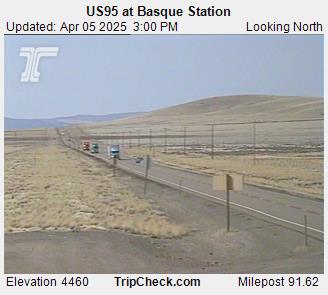 US95 at Basque Station
Updated: Apr 05 2025 3:00 PM Looking North
Elevation 4460 TripCheck.com Milepost 91.62